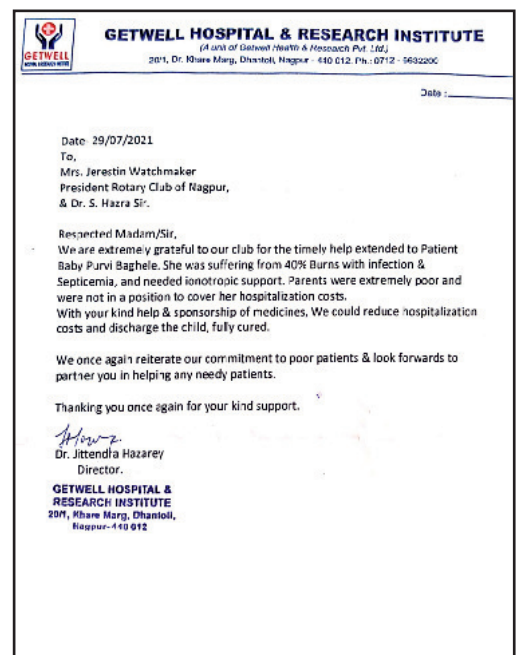 GETWELL
GETWELL HOSPITAL & RESEARCH INSTITUTE
(A unit of Getwell Health & Research Pvt. Ltd.)
20/1, Dr. Khare Marg, Dhantoli, Nagpur - 440 012. Ph.: 0712 -
Date :
Date 29/07/2021
To,
Mrs. Jerestin Watchmaker
President Rotary Club of Nagpur,
& Dr. S. Hazra Sir.
Respected Madam/Sir,
We are extremely grateful to our club for the timely help extended to Patient
Baby Purvi Baghele. She was suffering from 40% Burns with infection &
Septicemia, and needed ionotropic support. Parents were extremely poor and
were not in a position to cover her hospitalization costs.
With your kind help & sponsorship of medicines, We could reduce hospitalization
costs and discharge the child, fully cured.
We once again reiterate our commitment to poor patients & look forwards to
partner you in helping any needy patients.
Thanking you once again for your kind support.
Dr. Jittendra Hazarey
Director.
GETWELL HOSPITAL &
RESEARCH INSTITUTE
20/1, Khare Marg, Dhantoli,
Nagpur-440 012